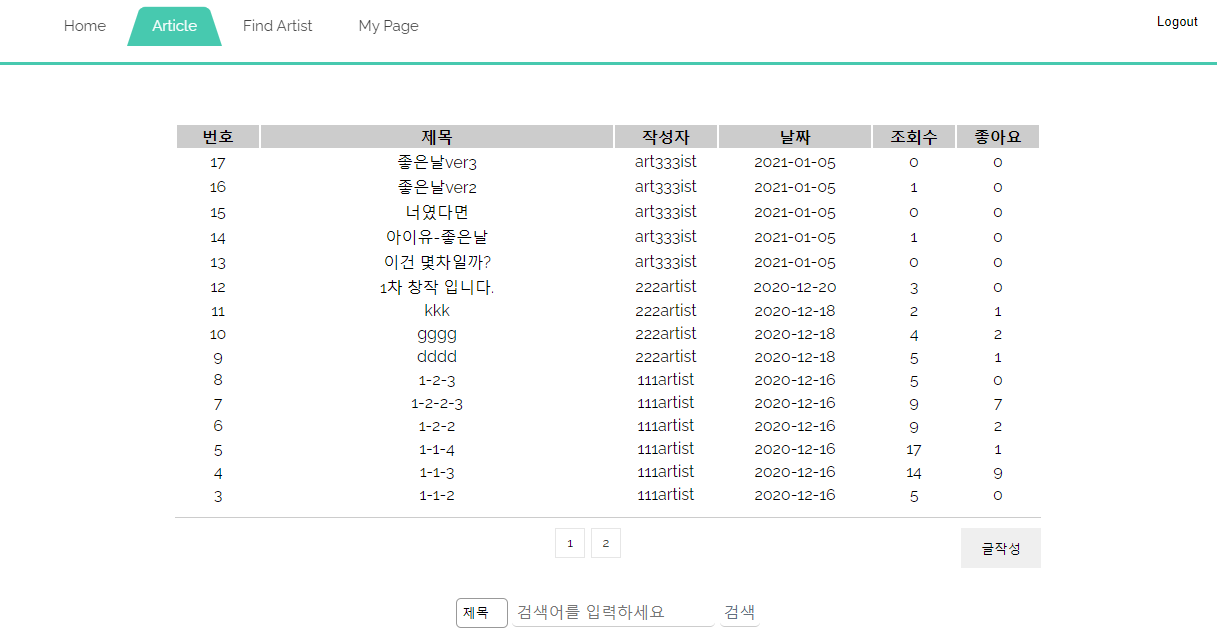 Home Article Find Artist My Page Logout
번호 제목 작성자 날짜 조회수 좋아요
17 좋은날ver3 art333ist 2021-01-05 0 0
16 좋은날ver2 art333ist 2021-01-05 1 0
15 너였다면 art333ist 2021-01-05 0 0
14 아이유-좋은날 art333ist 2021-01-05 1 0
13 이건 몇차일까? art333ist 2021-01-05 0 0
12 1차 창작 입니다. 222artist 2020-12-20 3 0
11 kkk 222artist 2020-12-18 2 1
10 gggg 222artist 2020-12-18 4 2
9 dddd 222artist 2020-12-18 5 1
8 1-2-3 111artist 2020-12-16 5 0
7 1-2-2-3 111artist 2020-12-16 9 7
6 1-2-2 111artist 2020-12-16 9 2
5 1-1-4 111artist 2020-12-16 17 1
4 1-1-3 111artist 2020-12-16 14 9
3 1-1-2 111artist 2020-12-16 5 0
1 2 글작성
제목 검색어를 입력하세요 검색